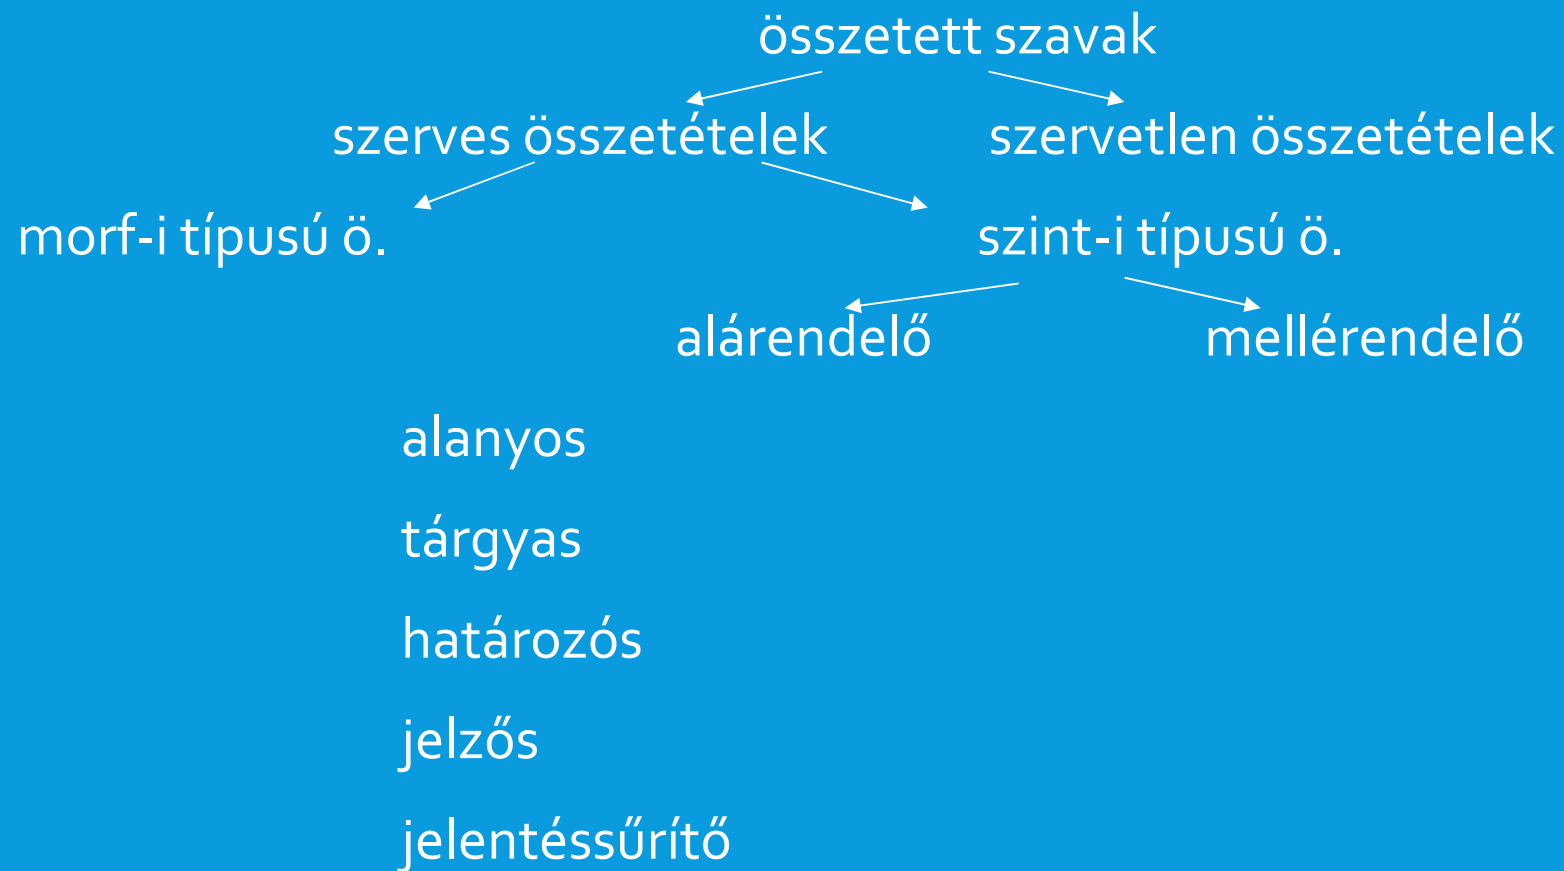 összetett szavak
szerves összetételek szervetlen összetételek
morf-i típusú ö. szint-i típusú ö.
alárendelő mellérendelő
alanyos
tárgyas
határozós
jelzős
jelentéssűrítő